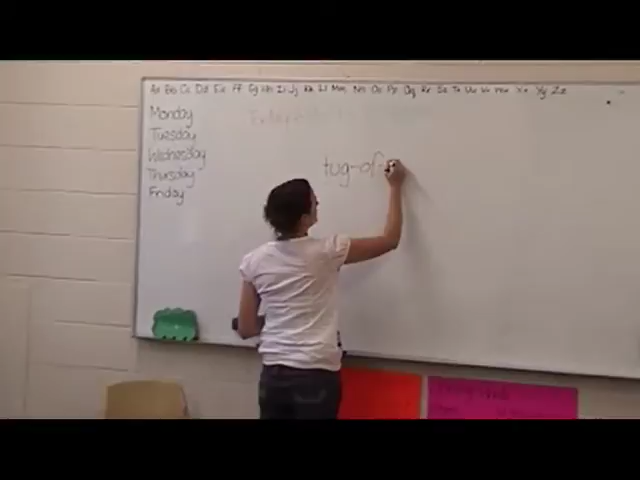 Aa Bb Cc Dd Ee Ff Gg Hh Ii Jj Kk Ll Mm Nn Oo Pp Qq Rr Ss Tt Uu Vv Ww Xx Yy Zz
Monday
Tuesday
Wednesday
Thursday
Friday
tug-of-